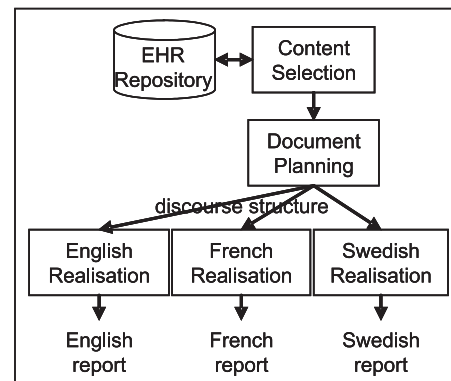 EHR
Repository
Content
Selection
Document
Planning
discourse structure
English
Realisation
French
Realisation
Swedish
Realisation
English
report
French
report
Swedish
report